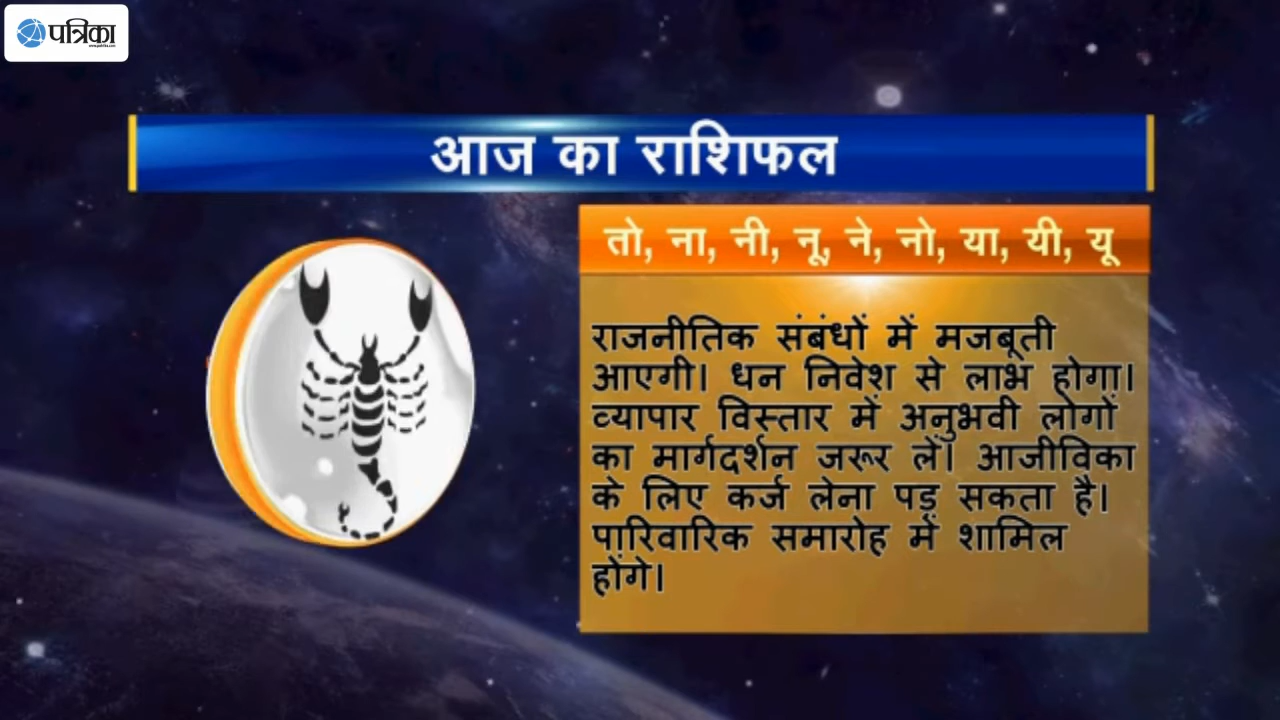 पत्रिका
आज का राशिफल
तो, ना, नी, नू, ने, नो, या, यी, यू
राजनीतिक संबंधों में मजबूती
आएगी। धन निवेश से लाभ होगा।
व्यापार विस्तार में अनुभवी लोगों
का मार्गदर्शन जरूर लें। आजीविका
के लिए कर्ज लेना पड़ सकता है।
पारिवारिक समारोह में शामिल
होंगे।